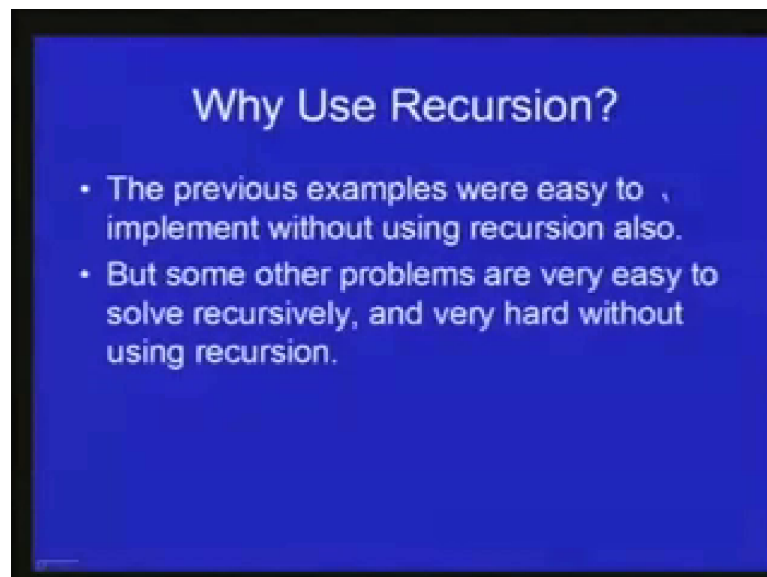 Why Use Recursion?
• The previous examples were easy to
implement without using recursion also.
• But some other problems are very easy to
solve recursively, and very hard without
using recursion.